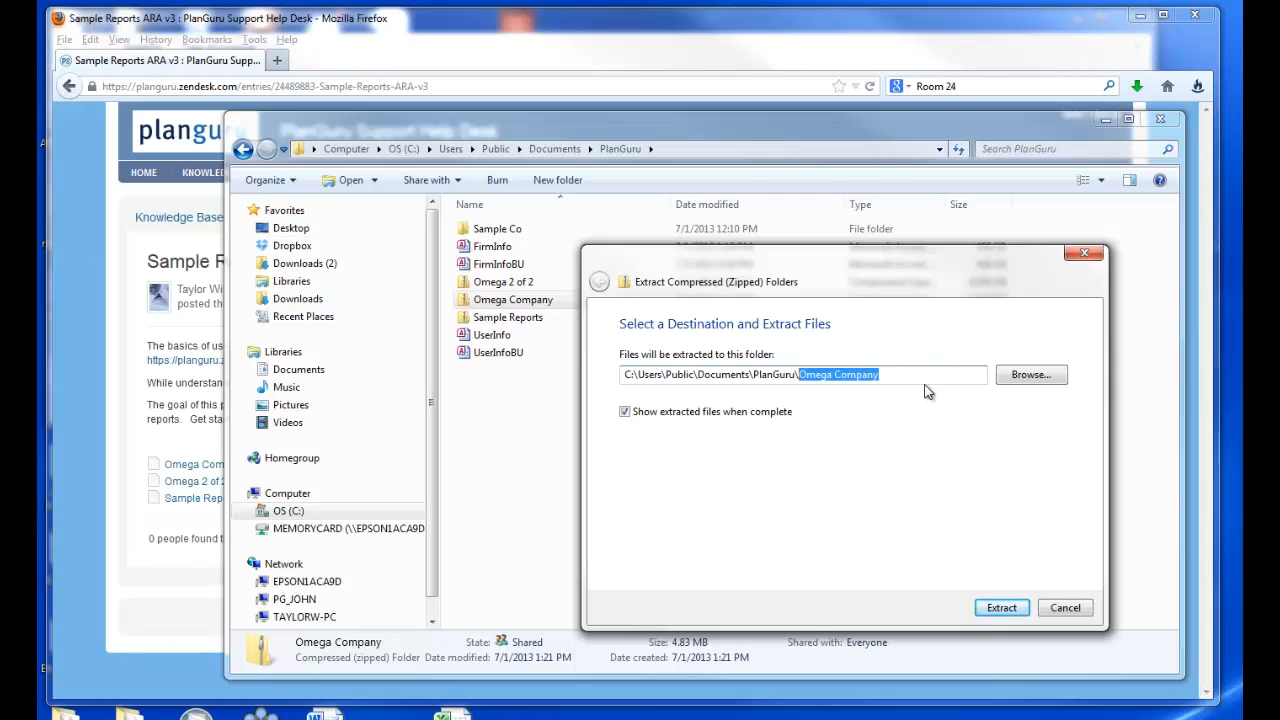 Sample Reports ARA v3 : PlanGuru Support Help Desk - Mozilla Firefox
File Edit View History Bookmarks Tools Help
Sample Reports ARA v3 : PlanGuru Supp... +
https://planguru.zendesk.com/entries/24489883-Sample-Reports-ARA-v3
Room 24
plangu
PlanGuru Support Help Desk
HOME KNOWLED
Computer OS (C:) Users Public Documents PlanGuru
Search PlanGuru
Organize Open Share with Burn New folder
Knowledge Base
Sample R
Taylor Wi
posted th
The basics of u
https://planguru.
While understa
The goal of this p
reports. Get sta
Omega Com
Omega 2 of 2
Sample Rep
0 people found t
Favorites
Desktop
Dropbox
Downloads (2)
Libraries
Downloads
Recent Places
Libraries
Documents
Music
Pictures
Videos
Homegroup
Computer
OS (C:)
MEMORYCARD (\\EPSON1ACA9D
Network
EPSON1ACA9D
PG_JOHN
TAYLORW-PC
Name Date modified Type Size
Sample Co 7/1/2013 12:10 PM File folder
FirmInfo
FirmInfoBU
Omega 2 of 2
Omega Company
Sample Reports
UserInfo
UserInfoBU
Extract Compressed (Zipped) Folders
Select a Destination and Extract Files
Files will be extracted to this folder:
C:\Users\Public\Documents\PlanGuru\Omega Company
Browse...
Show extracted files when complete
Extract Cancel
Omega Company State: Shared Size: 4.83 MB Shared with: Everyone
Compressed (zipped) Folder Date modified: 7/1/2013 1:21 PM Date created: 7/1/2013 1:21 PM